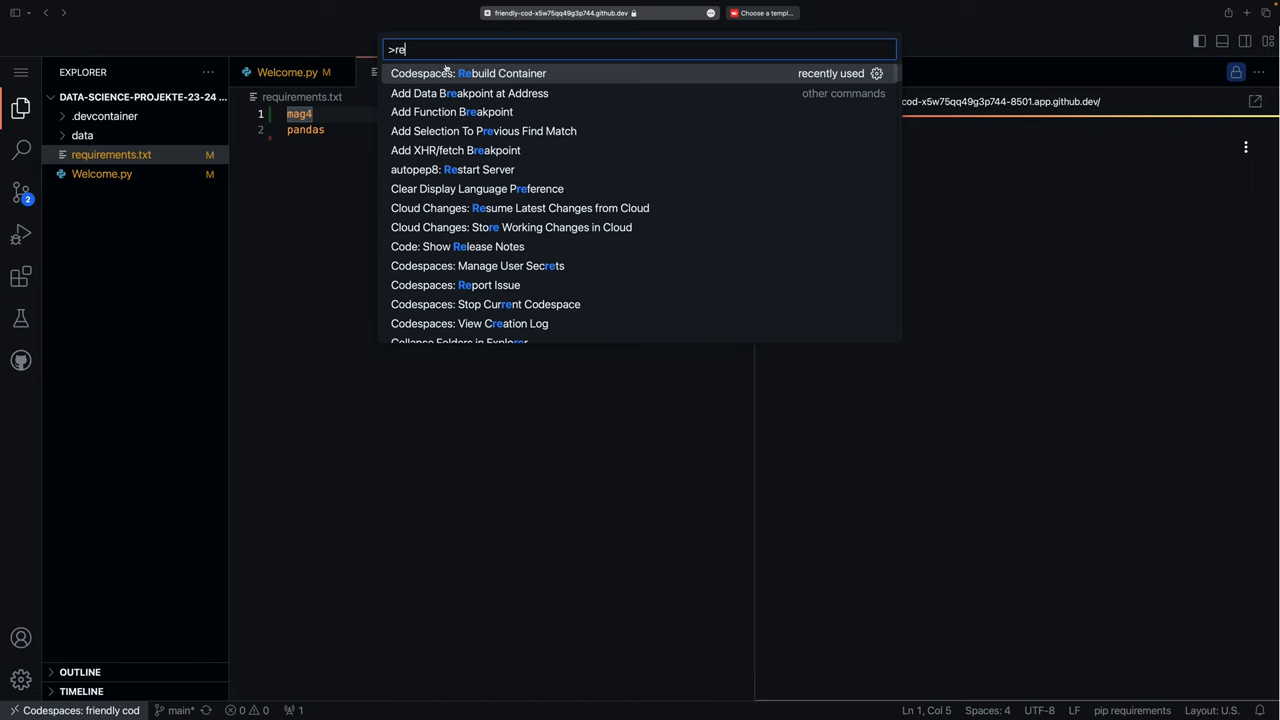 friendly-cod-x5w75qq49g3p744.github.dev
Choose a templ...
>re
EXPLORER
DATA-SCIENCE-PROJEKTE-23-24 ...
.devcontainer
data
requirements.txt M
Welcome.py M
2
Welcome.py M
requirements.txt
1 mag4
2 pandas
Codespaces: Rebuild Container recently used
Add Data Breakpoint at Address other commands
Add Function Breakpoint
Add Selection To Previous Find Match
Add XHR/fetch Breakpoint
autopep8: Restart Server
Clear Display Language Preference
Cloud Changes: Resume Latest Changes from Cloud
Cloud Changes: Store Working Changes in Cloud
Code: Show Release Notes
Codespaces: Manage User Secrets
Codespaces: Report Issue
Codespaces: Stop Current Codespace
Codespaces: View Creation Log
Collapse Folders in Explorer
cod-x5w75qq49g3p744-8501.app.github.dev/
OUTLINE
TIMELINE
Codespaces: friendly cod
main*
0 0
1
Ln 1, Col 5
Spaces: 4
UTF-8
LF
pip requirements
Layout: U.S.